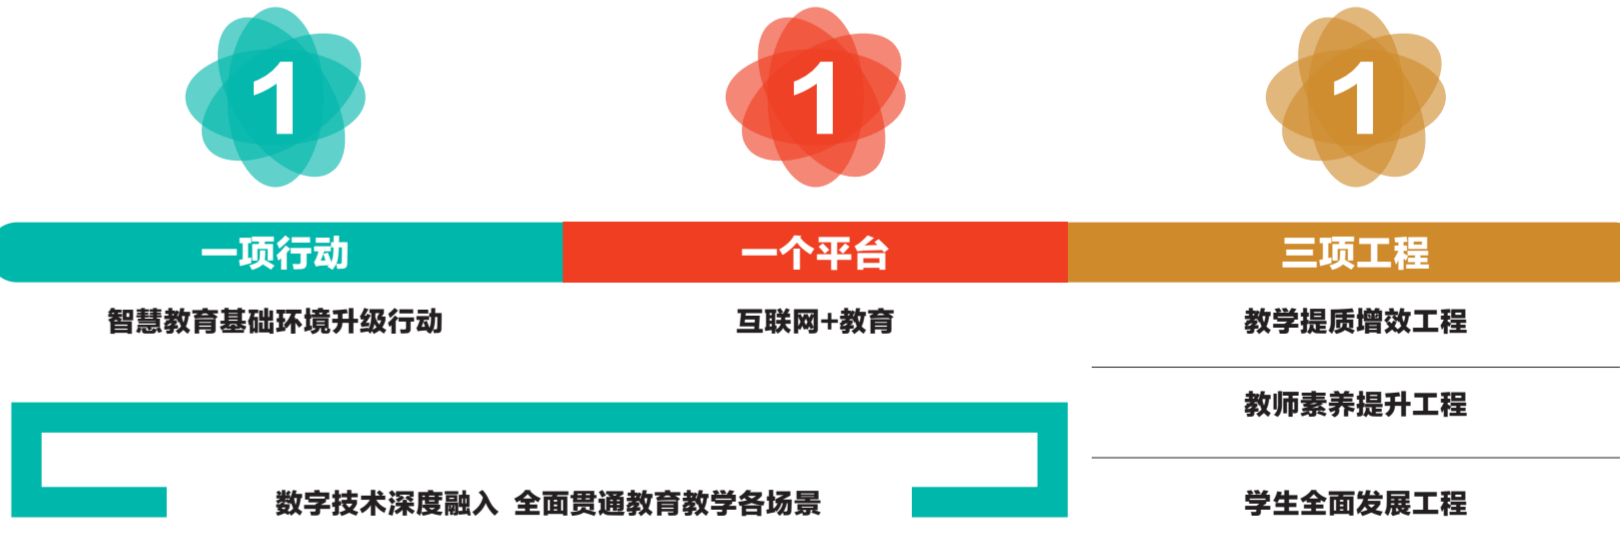 1
1
1
一项行动
一个平台
三项工程
智慧教育基础环境升级行动
互联网+教育
教学提质增效工程
教师素养提升工程
数字技术深度融入 全面贯通教育教学各场景
学生全面发展工程